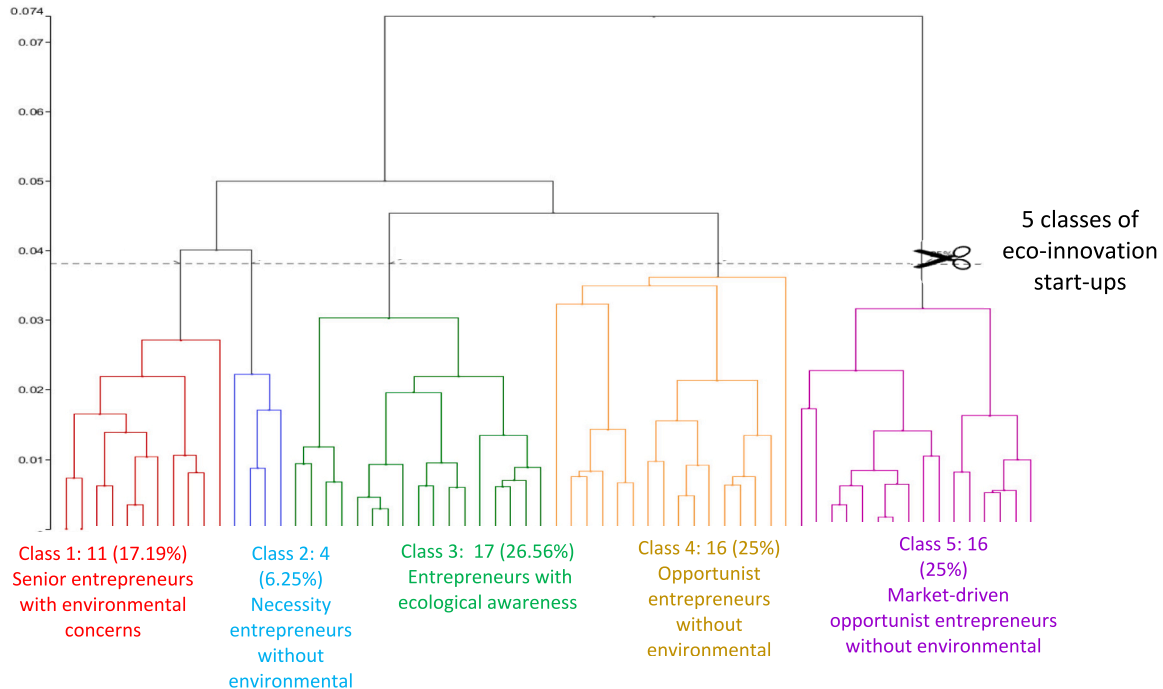 0.074
0.07
0.06
0.05
0.04
0.03
0.02
0.01
5 classes of
eco-innovation
start-ups
Class 1: 11 (17.19%)
Senior entrepreneurs
with environmental
concerns
Class 2: 4
(6.25%)
Necessity
entrepreneurs
without
environmental
Class 3: 17 (26.56%)
Entrepreneurs with
ecological awareness
Class 4: 16 (25%)
Opportunist
entrepreneurs
without
environmental
Class 5: 16
(25%)
Market-driven
opportunist entrepreneurs
without environmental